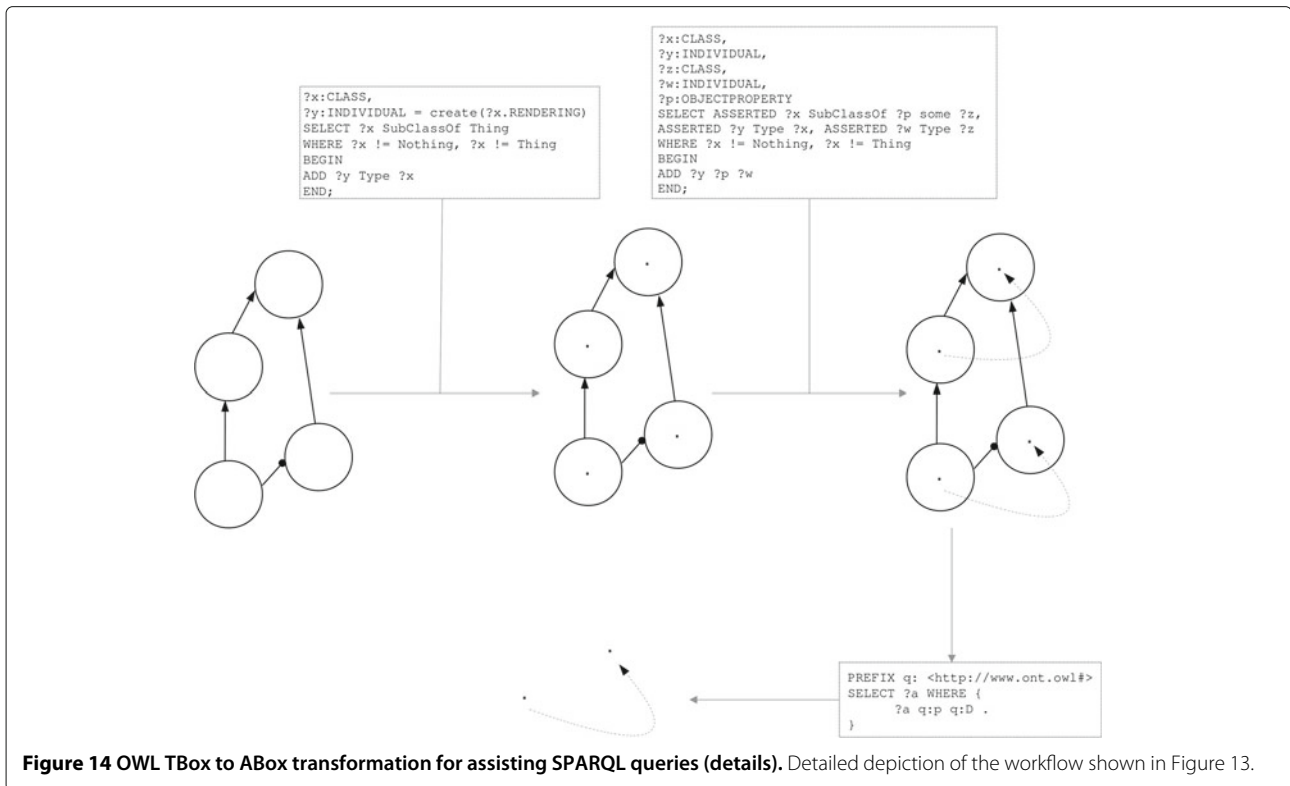 ?x:CLASS,
?y:INDIVIDUAL = create(?x.RENDERING)
SELECT ?x SubClassOf Thing
WHERE ?x != Nothing, ?x != Thing
BEGIN
ADD ?y Type ?x
END;
?x:CLASS,
?y:INDIVIDUAL,
?z:CLASS,
?w:INDIVIDUAL,
?p:OBJECTPROPERTY
SELECT ASSERTED ?x SubClassOf ?p some ?z,
ASSERTED ?y Type ?x, ASSERTED ?w Type ?z
WHERE ?x != Nothing, ?x != Thing
BEGIN
ADD ?y ?p ?w
END;
PREFIX q: <http://www.ont.owl#>
SELECT ?a WHERE {
?a q:p q:D .
}
Figure 14 OWL TBox to ABox transformation for assisting SPARQL queries (details). Detailed depiction of the workflow shown in Figure 13.